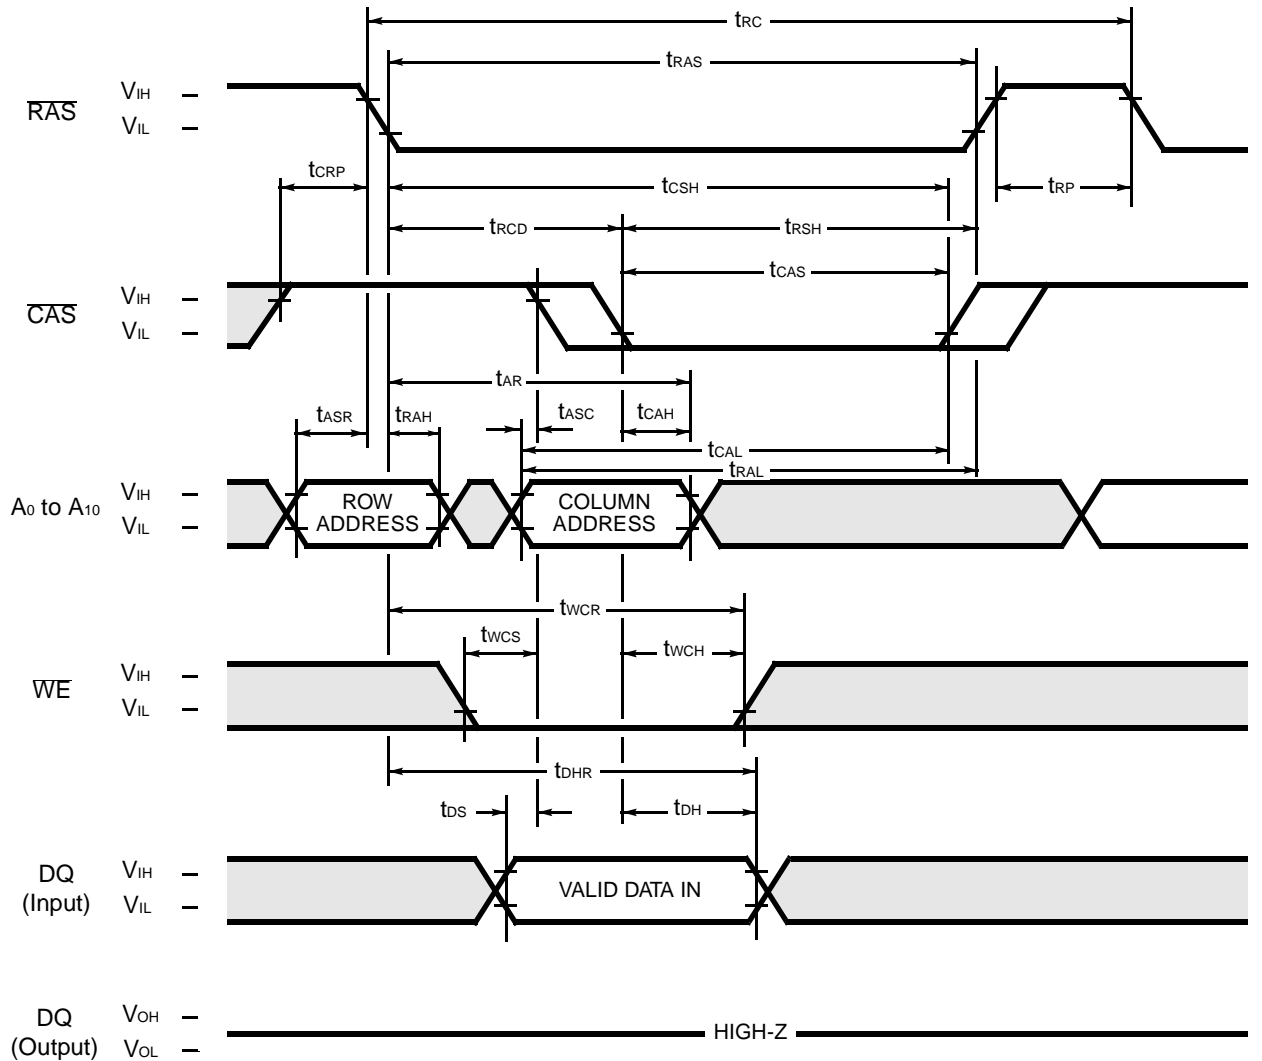 tRC
tRAS
RAS
VIH
VIL
tCRP
tCSH
tRP
tRCD
tRSH
tCAS
CAS
VIH
VIL
tAR
tASR
tRAH
tASC
tCAH
tCAL
tRAL
A0 to A10
VIH
VIL
ROW
ADDRESS
COLUMN
ADDRESS
tWCR
tWCS
tWCH
WE
VIH
VIL
tDHR
tDS
tDH
DQ
(Input)
VIH
VIL
VALID DATA IN
DQ
(Output)
VOH
VOL
HIGH-Z